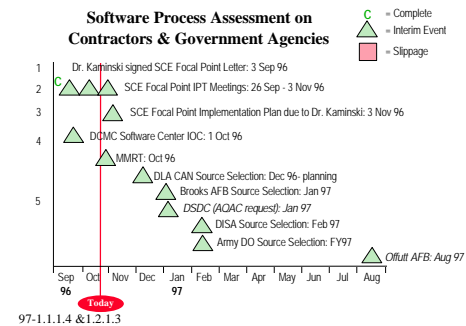 Software Process Assessment on
Contractors & Government Agencies
C = Complete
= Interim Event
= Slippage
1 Dr. Kaminski signed SCE Focal Point Letter: 3 Sep 96
C
2 SCE Focal Point IPT Meetings: 26 Sep - 3 Nov 96
3 SCE Focal Point Implementation Plan due to Dr. Kaminski: 3 Nov 96
4 DCMC Software Center IOC: 1 Oct 96
MMRT: Oct 96
DLA CAN Source Selection: Dec 96- planning
Brooks AFB Source Selection: Jan 97
5 DSDC (AQAC request): Jan 97
DISA Source Selection: Feb 97
Army DO Source Selection: FY97
Offutt AFB: Aug 97
Sep Oct Nov Dec Jan Feb Mar Apr May Jun Jul Aug
96 97
Today
97-1.1.1.4 &1.2.1.3